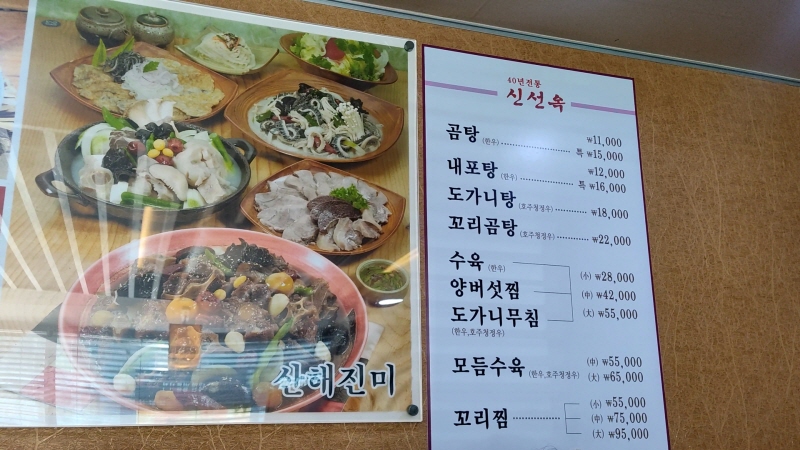 산해진미
40년전통
신선옥
곰탕 (한우) ₩11,000
특 ₩15,000
내포탕 (한우) ₩12,000
특 ₩16,000
도가니탕 (호주청정우) ₩18,000
꼬리곰탕 (호주청정우) ₩22,000
수육 (한우) (小) ₩28,000
양버섯찜 (中) ₩42,000
도가니무침 (大) ₩55,000
(한우,호주청정우)
모듬수육 (한우,호주청정우) (中) ₩55,000
(大) ₩65,000
(小) ₩55,000
꼬리찜 (中) ₩75,000
(大) ₩95,000